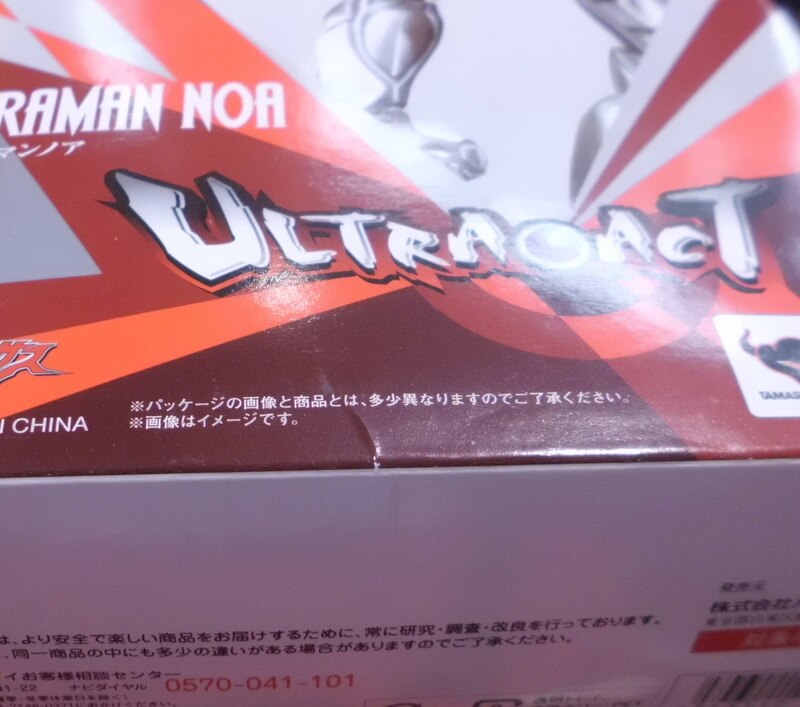 RAMAN NOA
マンノア
ULTRA-ACT
サス
TAMAS
CHINA
※パッケージの画像と商品とは、多少異なりますのでご了承ください。
※画像はイメージです。
は、より安全で楽しい商品をお届けするために、常に研究・調査・改良を行っております。
、同一商品の中にも多少の違いがある場合がありますのでご了承ください。
イお客様相談センター
41-22 ナビダイヤル 0570-041-101
発売元
株式会社